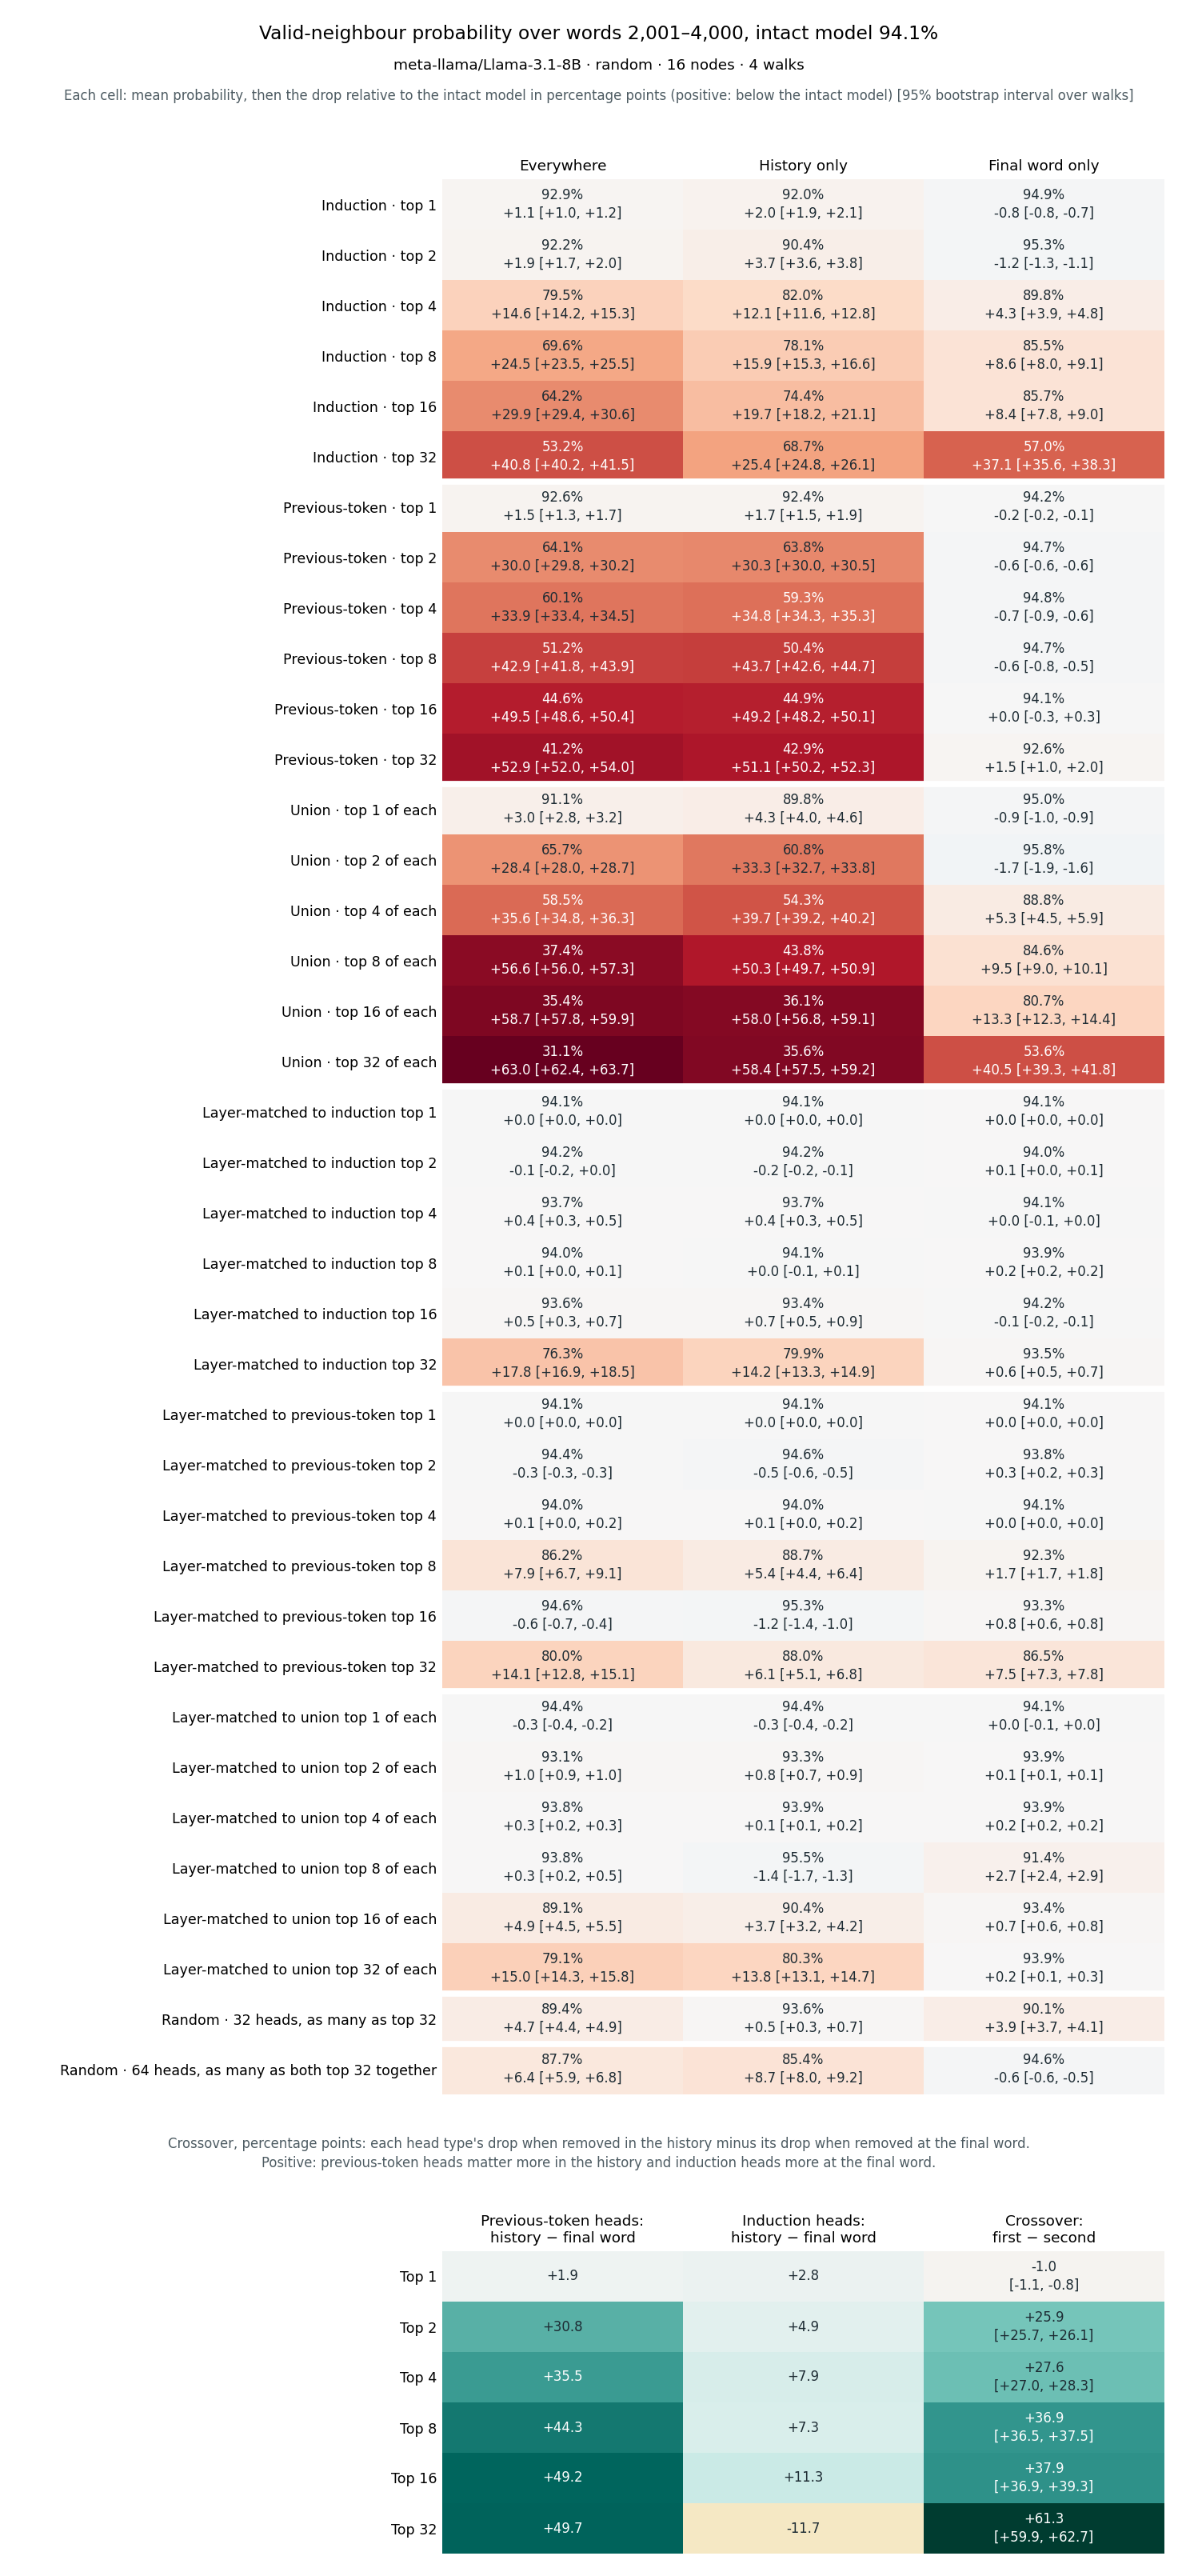 Valid-neighbour probability over words 2,001–4,000, intact model 94.1%
meta-llama/Llama-3.1-8B · random · 16 nodes · 4 walks
Each cell: mean probability, then the drop relative to the intact model in percentage points (positive: below the intact model) [95% bootstrap interval over walks]
Everywhere History only Final word only
92.9% 92.0% 94.9%
Induction · top 1
+1.1 [+1.0, +1.2] +2.0 [+1.9, +2.1] -0.8 [-0.8, -0.7]
92.2% 90.4% 95.3%
Induction · top 2
+1.9 [+1.7, +2.0] +3.7 [+3.6, +3.8] -1.2 [-1.3, -1.1]
79.5% 82.0% 89.8%
Induction · top 4
+14.6 [+14.2, +15.3] +12.1 [+11.6, +12.8] +4.3 [+3.9, +4.8]
69.6% 78.1% 85.5%
Induction · top 8
+24.5 [+23.5, +25.5] +15.9 [+15.3, +16.6] +8.6 [+8.0, +9.1]
64.2% 74.4% 85.7%
Induction · top 16
+29.9 [+29.4, +30.6] +19.7 [+18.2, +21.1] +8.4 [+7.8, +9.0]
53.2% 68.7% 57.0%
Induction · top 32
+40.8 [+40.2, +41.5] +25.4 [+24.8, +26.1] +37.1 [+35.6, +38.3]
92.6% 92.4% 94.2%
Previous-token · top 1
+1.5 [+1.3, +1.7] +1.7 [+1.5, +1.9] -0.2 [-0.2, -0.1]
64.1% 63.8% 94.7%
Previous-token · top 2
+30.0 [+29.8, +30.2] +30.3 [+30.0, +30.5] -0.6 [-0.6, -0.6]
60.1% 59.3% 94.8%
Previous-token · top 4
+33.9 [+33.4, +34.5] +34.8 [+34.3, +35.3] -0.7 [-0.9, -0.6]
51.2% 50.4% 94.7%
Previous-token · top 8
+42.9 [+41.8, +43.9] +43.7 [+42.6, +44.7] -0.6 [-0.8, -0.5]
44.6% 44.9% 94.1%
Previous-token · top 16
+49.5 [+48.6, +50.4] +49.2 [+48.2, +50.1] +0.0 [-0.3, +0.3]
41.2% 42.9% 92.6%
Previous-token · top 32
+52.9 [+52.0, +54.0] +51.1 [+50.2, +52.3] +1.5 [+1.0, +2.0]
91.1% 89.8% 95.0%
Union · top 1 of each
+3.0 [+2.8, +3.2] +4.3 [+4.0, +4.6] -0.9 [-1.0, -0.9]
65.7% 60.8% 95.8%
Union · top 2 of each
+28.4 [+28.0, +28.7] +33.3 [+32.7, +33.8] -1.7 [-1.9, -1.6]
58.5% 54.3% 88.8%
Union · top 4 of each
+35.6 [+34.8, +36.3] +39.7 [+39.2, +40.2] +5.3 [+4.5, +5.9]
37.4% 43.8% 84.6%
Union · top 8 of each
+56.6 [+56.0, +57.3] +50.3 [+49.7, +50.9] +9.5 [+9.0, +10.1]
35.4% 36.1% 80.7%
Union · top 16 of each
+58.7 [+57.8, +59.9] +58.0 [+56.8, +59.1] +13.3 [+12.3, +14.4]
31.1% 35.6% 53.6%
Union · top 32 of each
+63.0 [+62.4, +63.7] +58.4 [+57.5, +59.2] +40.5 [+39.3, +41.8]
94.1% 94.1% 94.1%
Layer-matched to induction top 1
+0.0 [+0.0, +0.0] +0.0 [+0.0, +0.0] +0.0 [+0.0, +0.0]
94.2% 94.2% 94.0%
Layer-matched to induction top 2
-0.1 [-0.2, +0.0] -0.2 [-0.2, -0.1] +0.1 [+0.0, +0.1]
93.7% 93.7% 94.1%
Layer-matched to induction top 4
+0.4 [+0.3, +0.5] +0.4 [+0.3, +0.5] +0.0 [-0.1, +0.0]
94.0% 94.1% 93.9%
Layer-matched to induction top 8
+0.1 [+0.0, +0.1] +0.0 [-0.1, +0.1] +0.2 [+0.2, +0.2]
93.6% 93.4% 94.2%
Layer-matched to induction top 16
+0.5 [+0.3, +0.7] +0.7 [+0.5, +0.9] -0.1 [-0.2, -0.1]
76.3% 79.9% 93.5%
Layer-matched to induction top 32
+17.8 [+16.9, +18.5] +14.2 [+13.3, +14.9] +0.6 [+0.5, +0.7]
94.1% 94.1% 94.1%
Layer-matched to previous-token top 1
+0.0 [+0.0, +0.0] +0.0 [+0.0, +0.0] +0.0 [+0.0, +0.0]
94.4% 94.6% 93.8%
Layer-matched to previous-token top 2
-0.3 [-0.3, -0.3] -0.5 [-0.6, -0.5] +0.3 [+0.2, +0.3]
94.0% 94.0% 94.1%
Layer-matched to previous-token top 4
+0.1 [+0.0, +0.2] +0.1 [+0.0, +0.2] +0.0 [+0.0, +0.0]
86.2% 88.7% 92.3%
Layer-matched to previous-token top 8
+7.9 [+6.7, +9.1] +5.4 [+4.4, +6.4] +1.7 [+1.7, +1.8]
94.6% 95.3% 93.3%
Layer-matched to previous-token top 16
-0.6 [-0.7, -0.4] -1.2 [-1.4, -1.0] +0.8 [+0.6, +0.8]
80.0% 88.0% 86.5%
Layer-matched to previous-token top 32
+14.1 [+12.8, +15.1] +6.1 [+5.1, +6.8] +7.5 [+7.3, +7.8]
94.4% 94.4% 94.1%
Layer-matched to union top 1 of each
-0.3 [-0.4, -0.2] -0.3 [-0.4, -0.2] +0.0 [-0.1, +0.0]
93.1% 93.3% 93.9%
Layer-matched to union top 2 of each
+1.0 [+0.9, +1.0] +0.8 [+0.7, +0.9] +0.1 [+0.1, +0.1]
93.8% 93.9% 93.9%
Layer-matched to union top 4 of each
+0.3 [+0.2, +0.3] +0.1 [+0.1, +0.2] +0.2 [+0.2, +0.2]
93.8% 95.5% 91.4%
Layer-matched to union top 8 of each
+0.3 [+0.2, +0.5] -1.4 [-1.7, -1.3] +2.7 [+2.4, +2.9]
89.1% 90.4% 93.4%
Layer-matched to union top 16 of each
+4.9 [+4.5, +5.5] +3.7 [+3.2, +4.2] +0.7 [+0.6, +0.8]
79.1% 80.3% 93.9%
Layer-matched to union top 32 of each
+15.0 [+14.3, +15.8] +13.8 [+13.1, +14.7] +0.2 [+0.1, +0.3]
89.4% 93.6% 90.1%
Random · 32 heads, as many as top 32
+4.7 [+4.4, +4.9] +0.5 [+0.3, +0.7] +3.9 [+3.7, +4.1]
87.7% 85.4% 94.6%
Random · 64 heads, as many as both top 32 together
+6.4 [+5.9, +6.8] +8.7 [+8.0, +9.2] -0.6 [-0.6, -0.5]
Crossover, percentage points: each head type's drop when removed in the history minus its drop when removed at the final word.
Positive: previous-token heads matter more in the history and induction heads more at the final word.
Previous-token heads: Induction heads: Crossover:
history − final word history − final word first − second
-1.0
Top 1 +1.9 +2.8
[-1.1, -0.8]
+25.9
Top 2 +30.8 +4.9
[+25.7, +26.1]
+27.6
Top 4 +35.5 +7.9
[+27.0, +28.3]
+36.9
Top 8 +44.3 +7.3
[+36.5, +37.5]
+37.9
Top 16 +49.2 +11.3
[+36.9, +39.3]
+61.3
Top 32 +49.7 -11.7
[+59.9, +62.7]